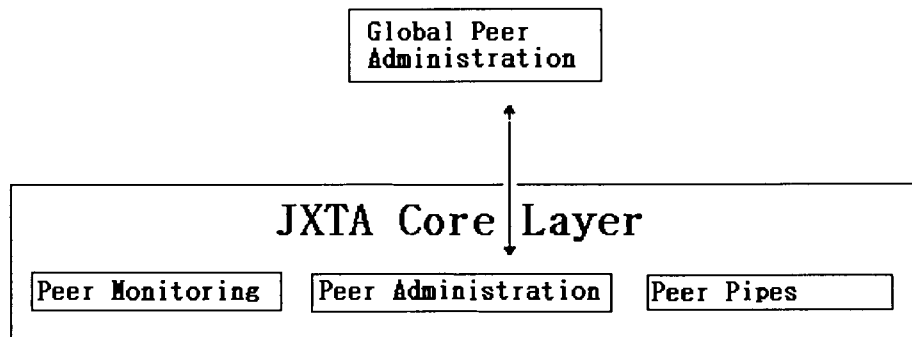 Global Peer
Administration
JXTA Core Layer
Peer Monitoring
Peer Administration
Peer Pipes